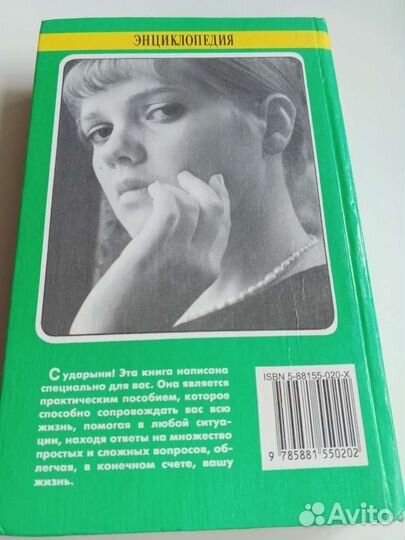 ЭНЦИКЛОПЕДИЯ
Сударыни! Эта книга написана
специально для вас. Она является
практическим пособием, которое
способно сопровождать вас всю
жизнь, помогая в любой ситуа-
ции, находя ответы на множество
простых и сложных вопросов, об-
легчая, в конечном счете, вашу
жизнь.
ISBN 5-88155-020-X
9 785881 550202
Avito